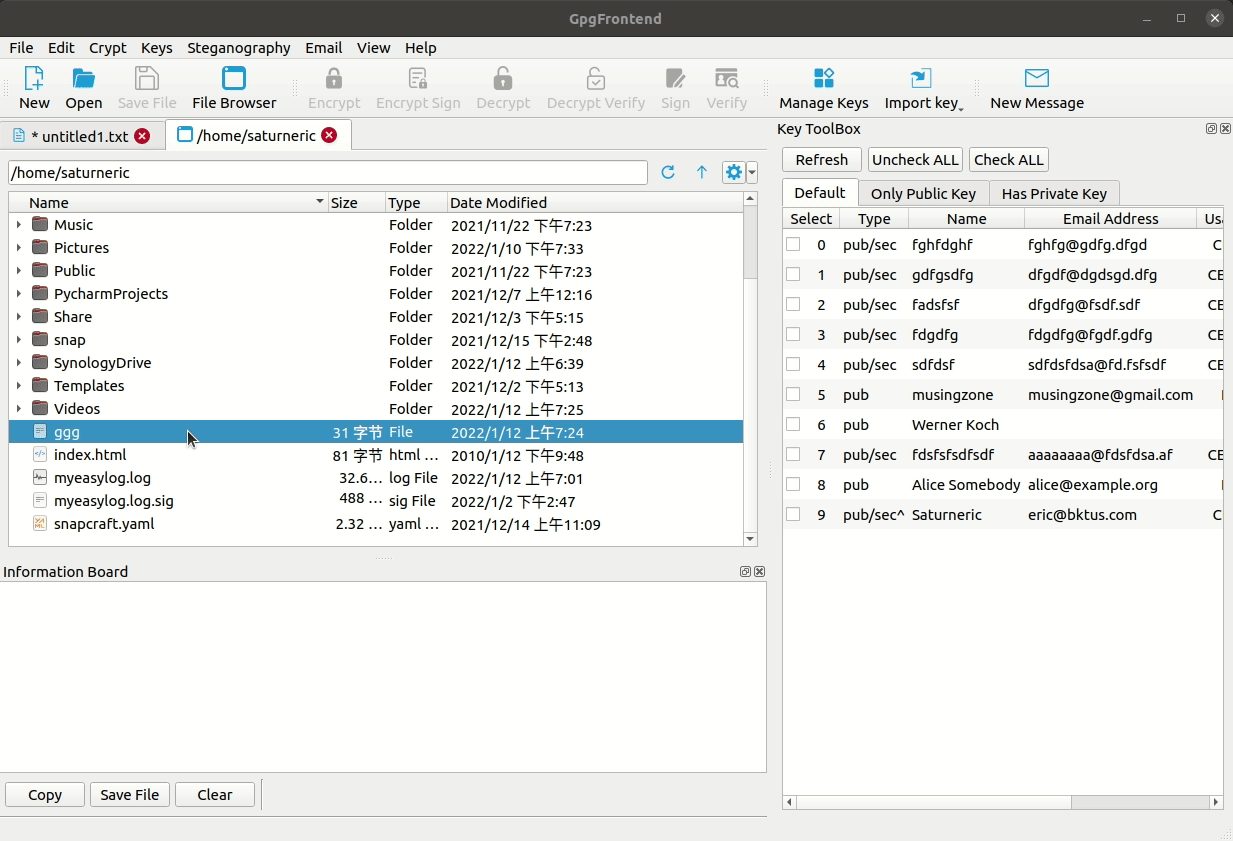 GpgFrontend
File Edit Crypt Keys Steganography Email View Help
New Open Save File File Browser Encrypt Encrypt Sign Decrypt Decrypt Verify Sign Verify Manage Keys Import key New Message
* untitled1.txt /home/saturneric
/home/saturneric
Name Size Type Date Modified
Music Folder 2021/11/22 下午7:23
Pictures Folder 2022/1/10 下午7:33
Public Folder 2021/11/22 下午7:23
PycharmProjects Folder 2021/12/7 上午12:16
Share Folder 2021/12/3 下午5:15
snap Folder 2021/12/15 下午2:48
SynologyDrive Folder 2022/1/12 上午6:39
Templates Folder 2021/12/2 下午5:13
Videos Folder 2022/1/12 上午7:25
ggg 31 字节 File 2022/1/12 上午7:24
index.html 81 字节 html ... 2010/1/12 下午9:48
myeasylog.log 32.6... log File 2022/1/12 上午7:01
myeasylog.log.sig 488 ... sig File 2022/1/2 下午2:47
snapcraft.yaml 2.32 ... yaml ... 2021/12/14 上午11:09
Information Board
Copy Save File Clear
Key ToolBox
Refresh Uncheck ALL Check ALL
Default Only Public Key Has Private Key
Select Type Name Email Address Usa
0 pub/sec fghfdghf fghfg@gdfg.dfgd C
1 pub/sec gdfgsdfg dfgdf@dgdsgd.dfg CE
2 pub/sec fadsfsf dfgdfg@fsdf.sdf CE
3 pub/sec fdgdfg fdgdfg@fgdf.gdfg CE
4 pub/sec sdfdsf sdfdsfdsa@fd.fsfsdf CE
5 pub musingzone musingzone@gmail.com
6 pub Werner Koch
7 pub/sec fdsfsfsdfsdf aaaaaaaa@fdsfdsa.af CE
8 pub Alice Somebody alice@example.org
9 pub/sec^ Saturneric eric@bktus.com C